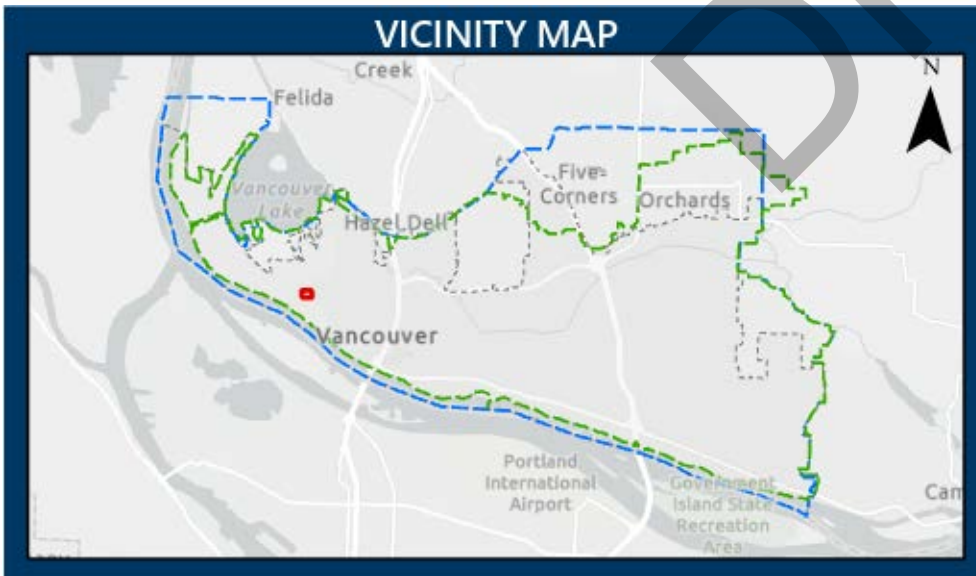 VICINITY MAP
Creek
N
Felida
Vancouver
Lake
Five
Corners
Orchards
Hazel Dell
Vancouver
Portland
International
Airport
Government
Island State
Recreation
Area
Cam